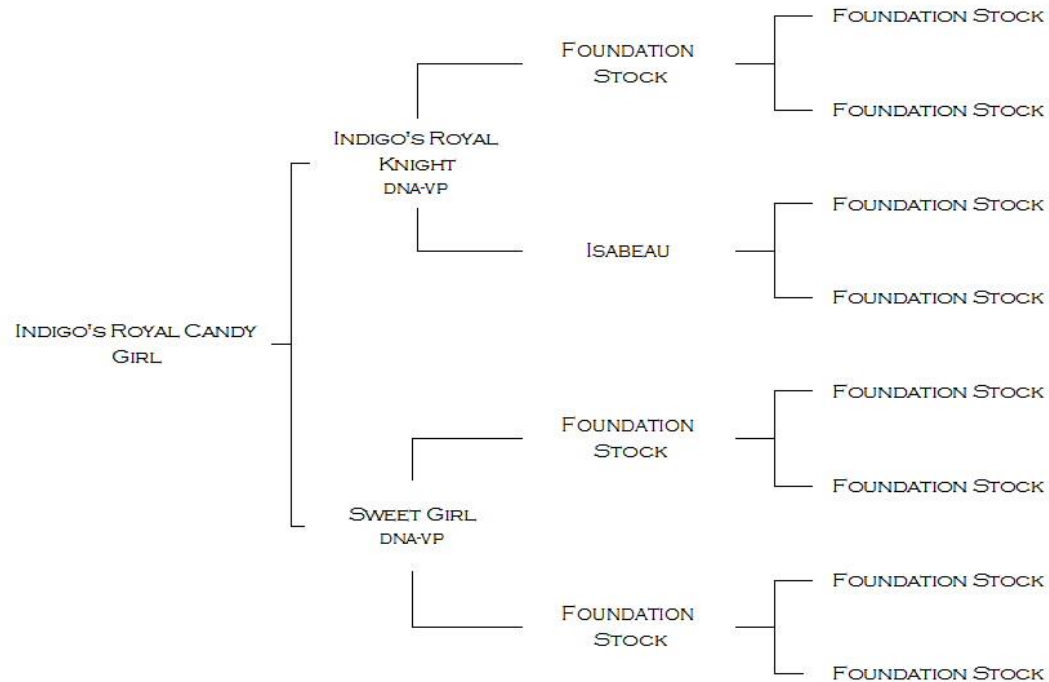 Foundation Stock
Foundation
Stock
Foundation Stock
Indigo's Royal
Knight
DNA-VP
Foundation Stock
Isabeau
Foundation Stock
Indigo's Royal Candy
Girl
Foundation Stock
Foundation
Stock
Foundation Stock
Sweet Girl
DNA-VP
Foundation Stock
Foundation
Stock
Foundation Stock